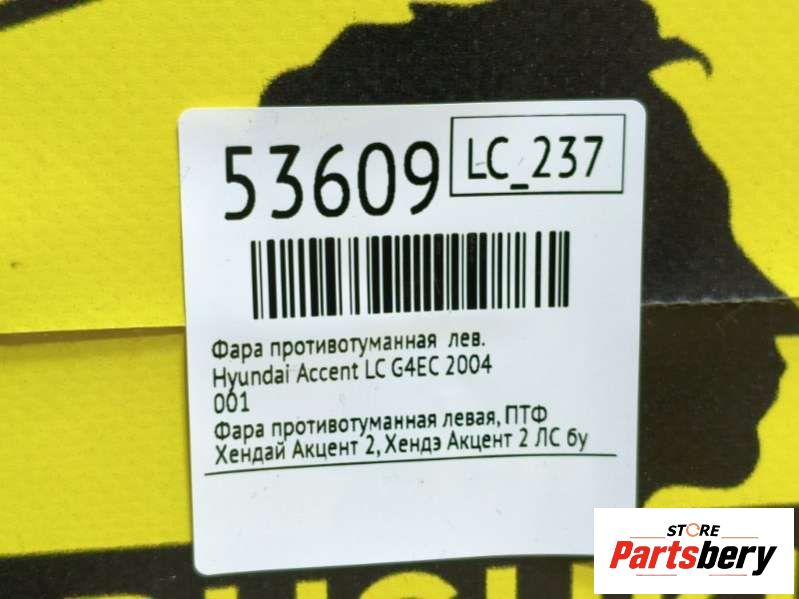 53609
LC_237
Фара противотуманная лев.
Hyundai Accent LC G4EC 2004
001
Фара противотуманная левая, ПТФ
Хендай Акцент 2, Хендэ Акцент 2 ЛС бу
STORE
Partsbery